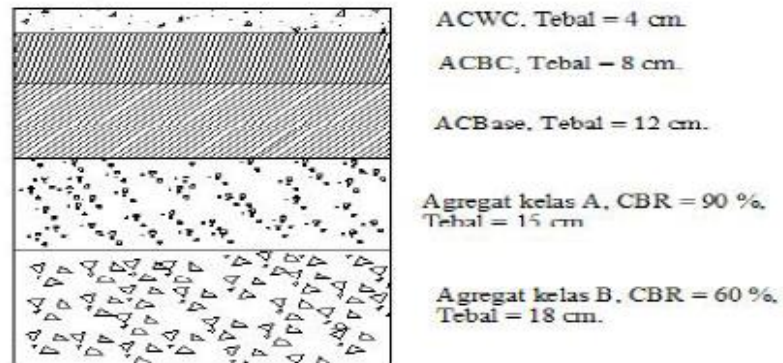 ACWC, Tebal = 4 cm.
ACBC, Tebal = 8 cm.
ACBase, Tebal = 12 cm.
Agregat kelas A, CBR = 90 %,
Tebal = 15 cm
Agregat kelas B, CBR = 60 %,
Tebal = 18 cm.